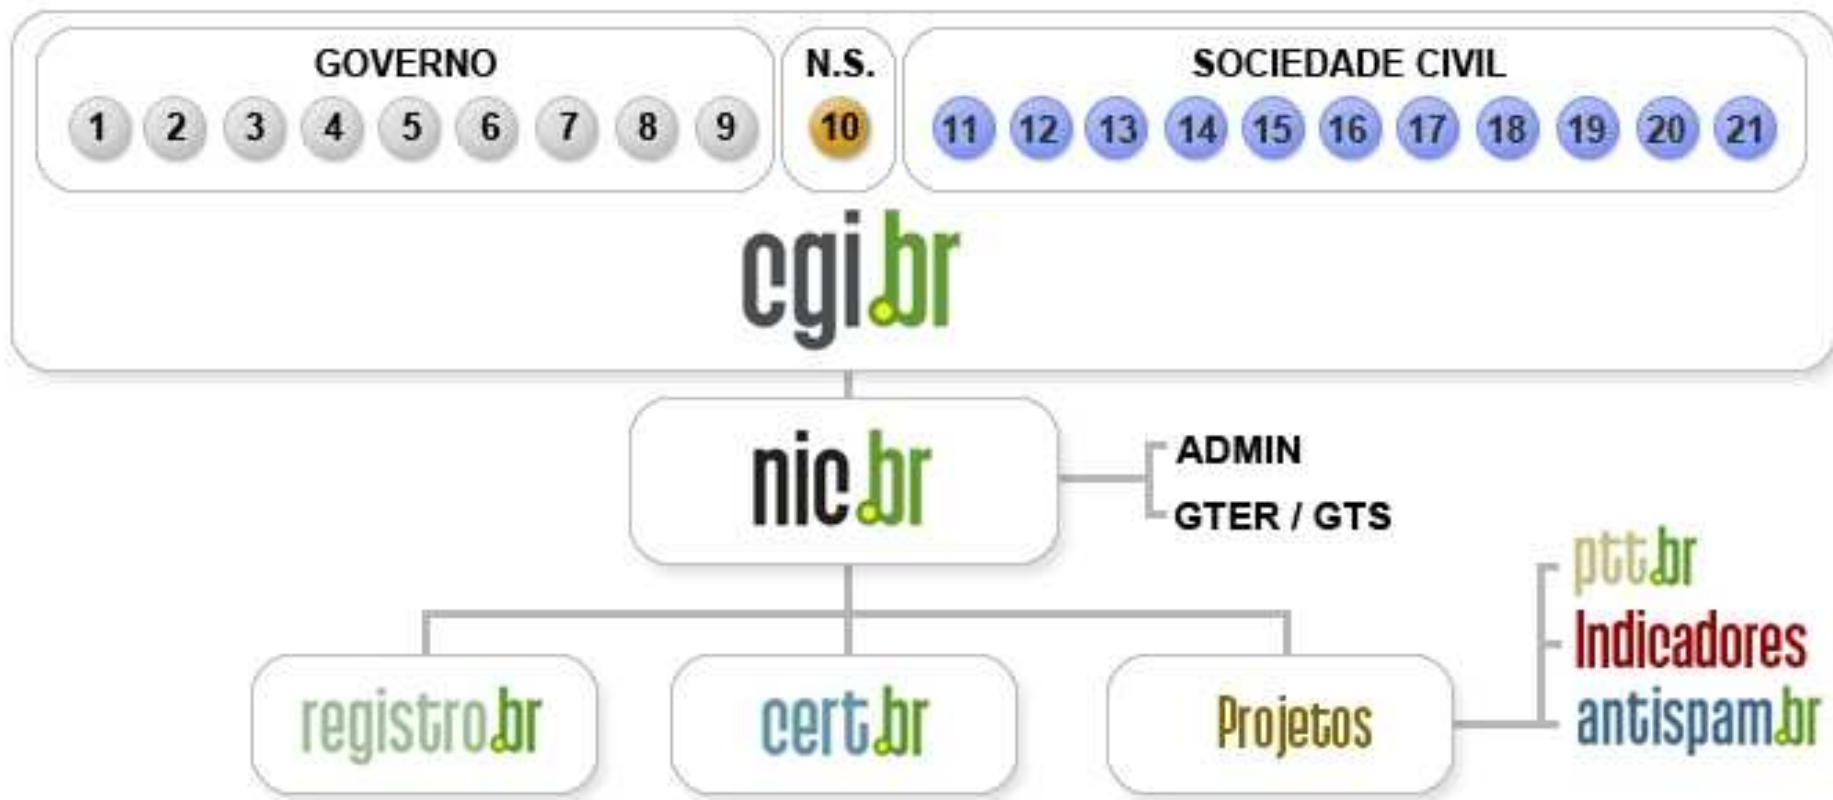 GOVERNO
1 2 3 4 5 6 7 8 9
N.S.
10
SOCIEDADE CIVIL
11 12 13 14 15 16 17 18 19 20 21
cgi.br
nic.br
ADMIN
GTER / GTS
registro.br
cert.br
Projetos
ptt.br
Indicadores
antispam.br